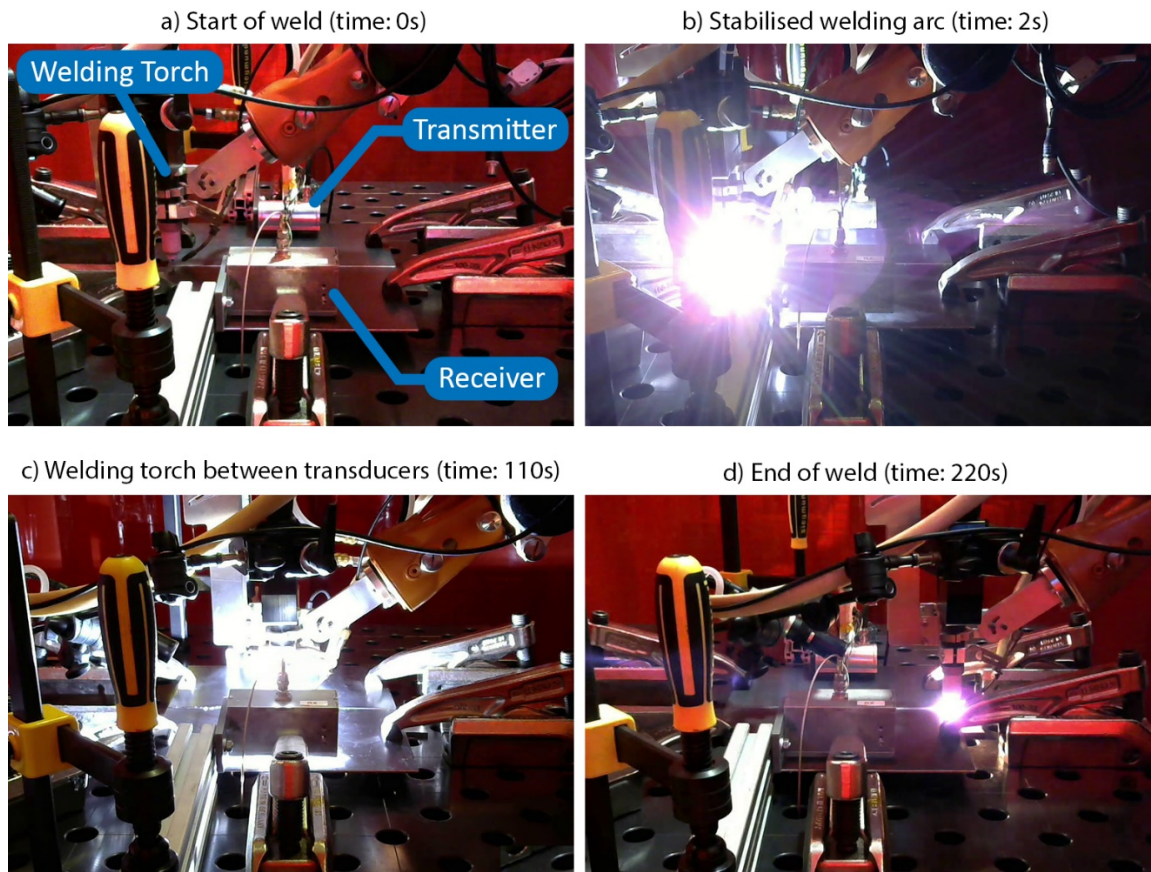 a) Start of weld (time: 0s)
b) Stabilised welding arc (time: 2s)
Welding Torch
Transmitter
Receiver
c) Welding torch between transducers (time: 110s)
d) End of weld (time: 220s)